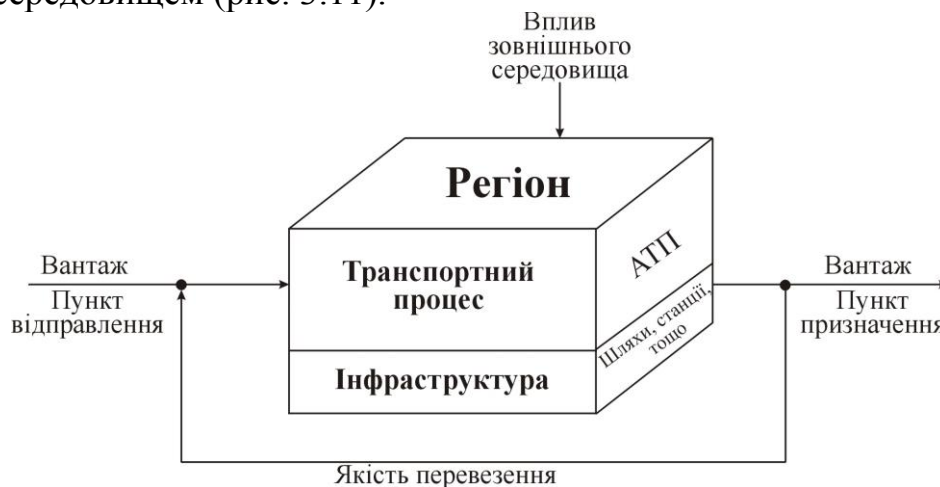 середовищем (рис. 3.11).
Вплив
зовнішнього
середовища
Регіон
Вантаж
Пункт
відправлення
Транспортний
процес
АТП
Інфраструктура
Шляхи, станції,
тощо
Вантаж
Пункт
призначення
Якість перевезення